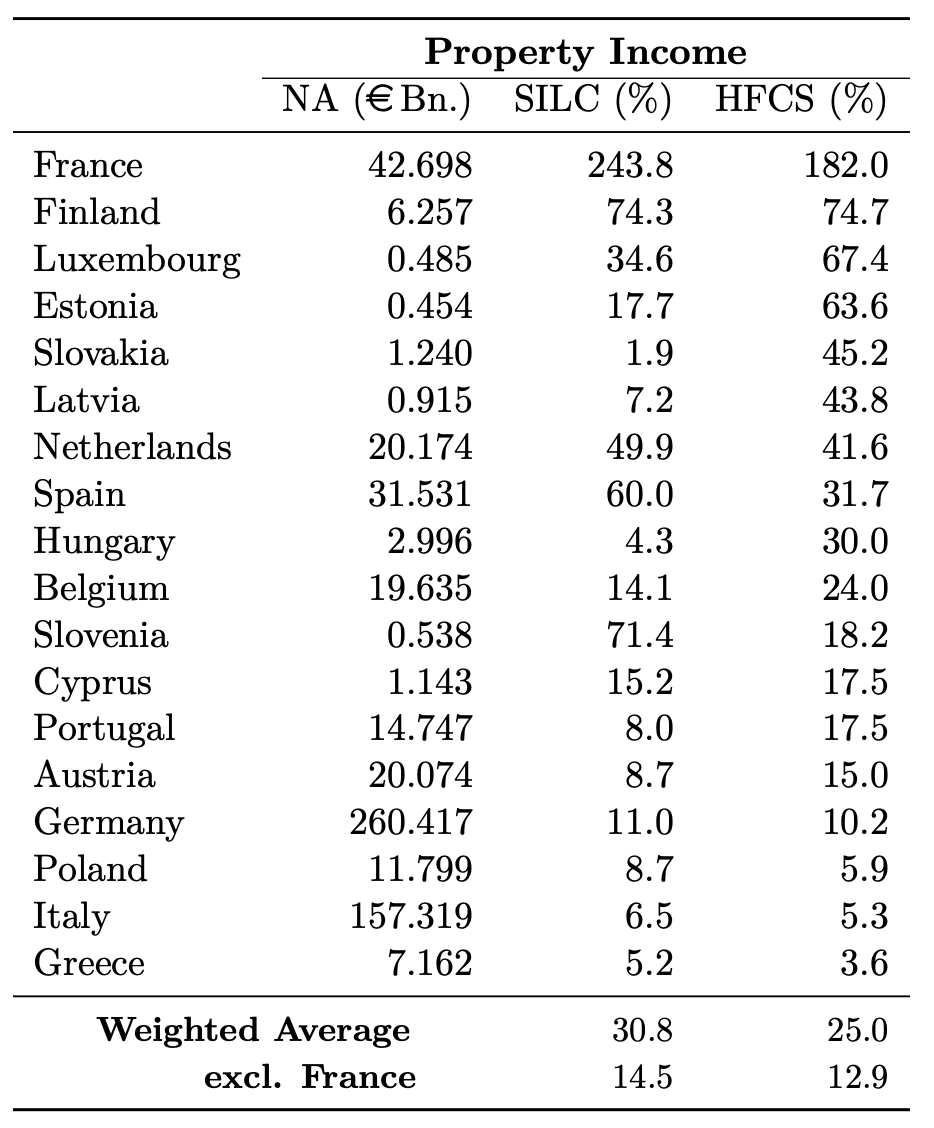 Property Income
NA (€ Bn.) SILC (%) HFCS (%)
France 42.698 243.8 182.0
Finland 6.257 74.3 74.7
Luxembourg 0.485 34.6 67.4
Estonia 0.454 17.7 63.6
Slovakia 1.240 1.9 45.2
Latvia 0.915 7.2 43.8
Netherlands 20.174 49.9 41.6
Spain 31.531 60.0 31.7
Hungary 2.996 4.3 30.0
Belgium 19.635 14.1 24.0
Slovenia 0.538 71.4 18.2
Cyprus 1.143 15.2 17.5
Portugal 14.747 8.0 17.5
Austria 20.074 8.7 15.0
Germany 260.417 11.0 10.2
Poland 11.799 8.7 5.9
Italy 157.319 6.5 5.3
Greece 7.162 5.2 3.6
Weighted Average 30.8 25.0
excl. France 14.5 12.9